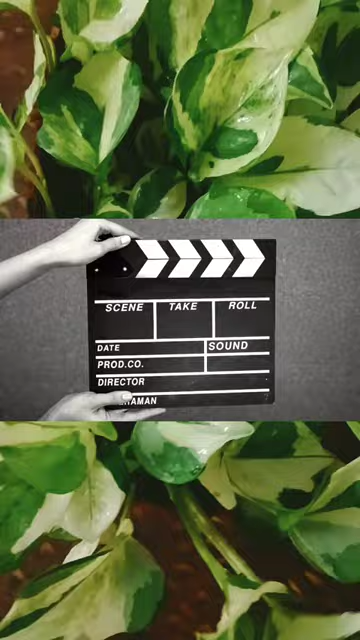 SCENE TAKE ROLL
DATE SOUND
PROD.CO.
DIRECTOR